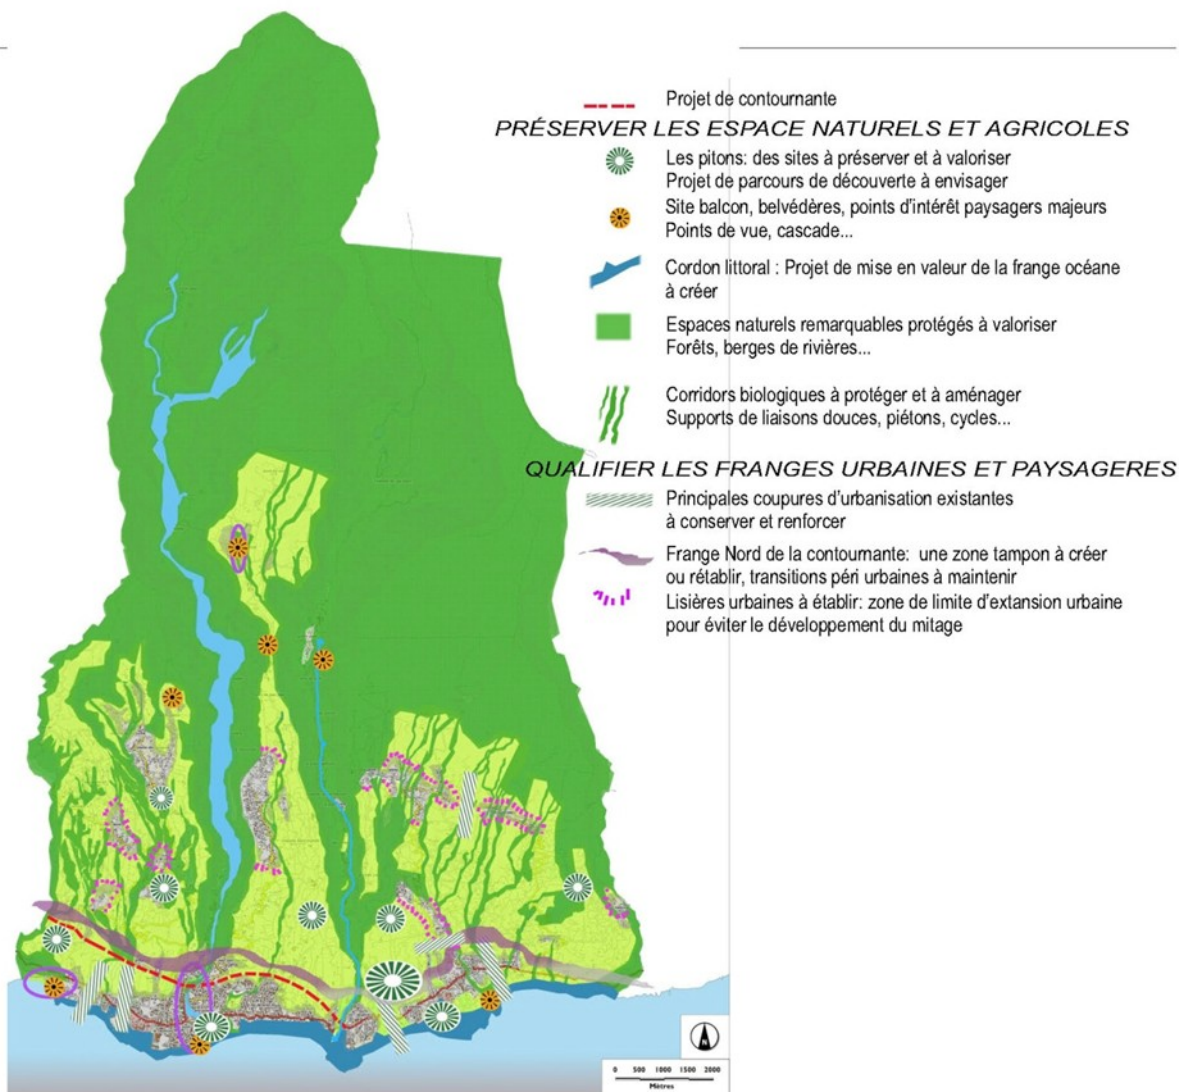 Projet de contournante
PRÉSERVER LES ESPACE NATURELS ET AGRICOLES
Les pitons: des sites à préserver et à valoriser
Projet de parcours de découverte à envisager
Site balcon, belvédères, points d'intérêt paysagers majeurs
Points de vue, cascade...
Cordon littoral : Projet de mise en valeur de la frange océane
à créer
Espaces naturels remarquables protégés à valoriser
Forêts, berges de rivières...
Corridors biologiques à protéger et à aménager
Supports de liaisons douces, piétons, cycles...
QUALIFIER LES FRANGES URBAINES ET PAYSAGERES
Principales coupures d'urbanisation existantes
à conserver et renforcer
Frange Nord de la contournante: une zone tampon à créer
ou rétablir, transitions péri urbaines à maintenir
Lisières urbaines à établir: zone de limite d'extansion urbaine
pour éviter le développement du mitage
N
0 500 1000 1500 2000
Mètres